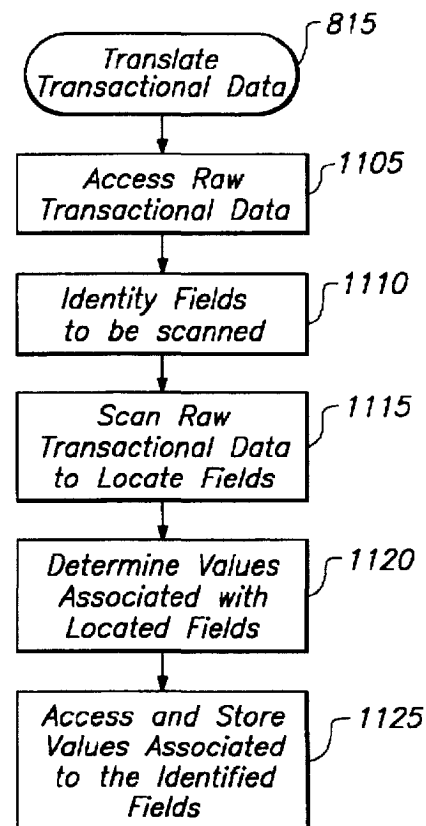 Translate
Transactional Data
815
Access Raw
Transactional Data
1105
Identity Fields
to be scanned
1110
Scan Raw
Transactional Data
to Locate Fields
1115
Determine Values
Associated with
Located Fields
1120
Access and Store
Values Associated
to the Identified
Fields
1125